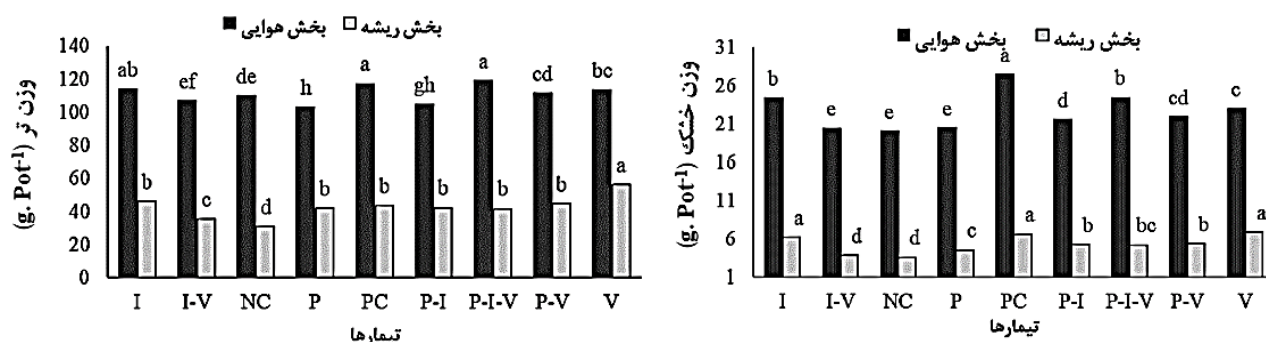 بخش هوایی بخش ریشه
وزن تر (g. Pot⁻¹)
140
120
100
80
60
40
20
0
ab ef de h a gh a cd bc
b c d b b b b b a
I I-V NC P PC P-I P-I-V P-V V
تیمارها
بخش هوایی بخش ریشه
وزن خشک (g. Pot⁻¹)
31
26
21
16
11
6
1
b e e e a d b cd c
a d d c a b bc b a
I I-V NC P PC P-I P-I-V P-V V
تیمارها